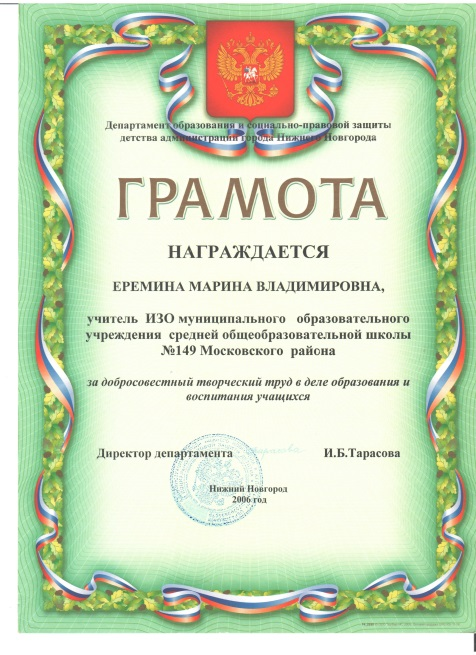 Департамент образования и социально-правовой защиты
детства администрации города Нижнего Новгорода
ГРАМОТА
НАГРАЖДАЕТСЯ
ЕРЕМИНА МАРИНА ВЛАДИМИРОВНА,
учитель ИЗО муниципального образовательного
учреждения средней общеобразовательной школы
№149 Московского района
за добросовестный творческий труд в деле образования и
воспитания учащихся
Директор департамента И.Б.Тарасова
Нижний Новгород
2006 год